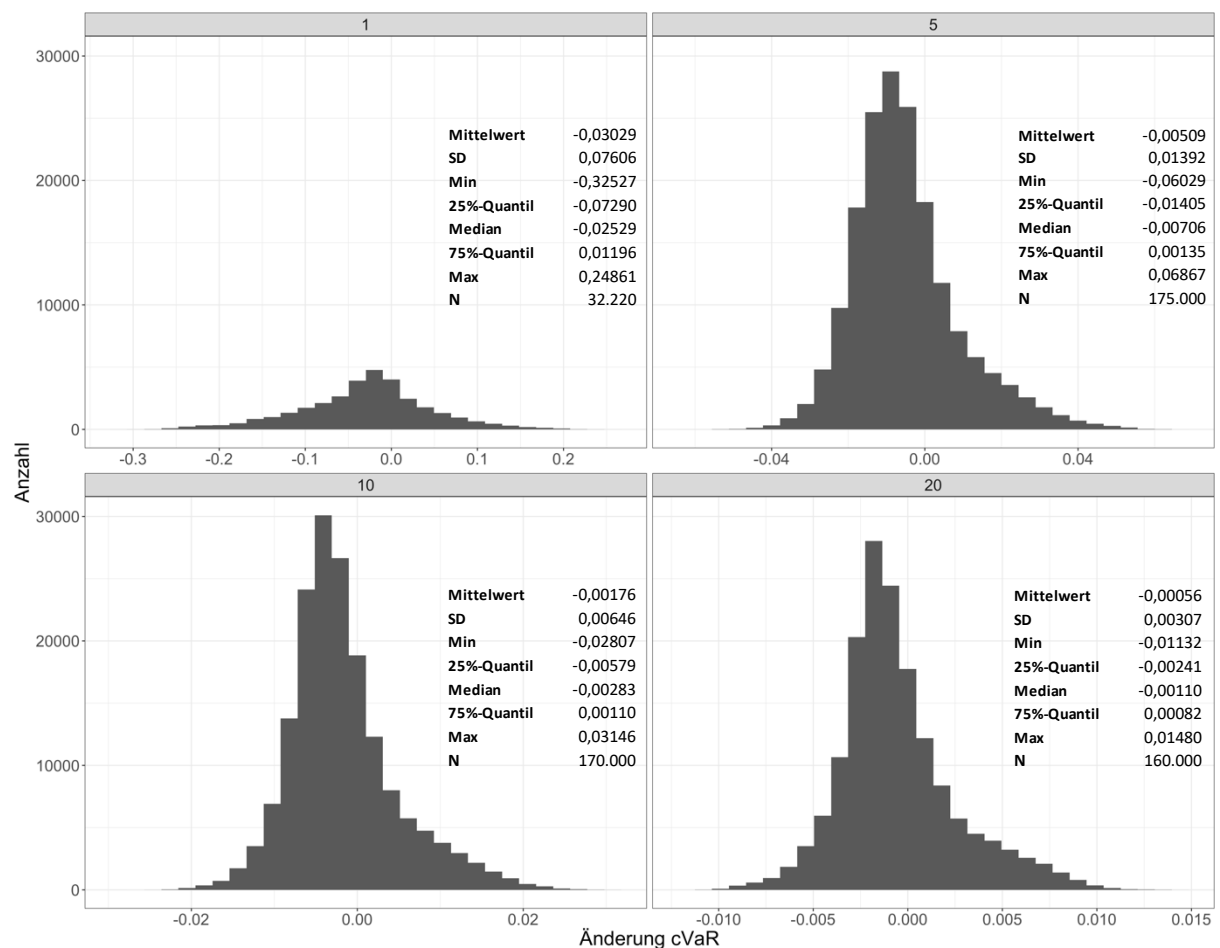 1
30000
20000
10000
0
Mittelwert -0,03029
SD 0,07606
Min -0,32527
25%-Quantil -0,07290
Median -0,02529
75%-Quantil 0,01196
Max 0,24861
N 32.220
-0.3 -0.2 -0.1 0.0 0.1 0.2
5
Mittelwert -0,00509
SD 0,01392
Min -0,06029
25%-Quantil -0,01405
Median -0,00706
75%-Quantil 0,00135
Max 0,06867
N 175.000
-0.04 0.00 0.04
Anzahl
10
30000
20000
10000
0
Mittelwert -0,00176
SD 0,00646
Min -0,02807
25%-Quantil -0,00579
Median -0,00283
75%-Quantil 0,00110
Max 0,03146
N 170.000
-0.02 0.00 0.02
20
Mittelwert -0,00056
SD 0,00307
Min -0,01132
25%-Quantil -0,00241
Median -0,00110
75%-Quantil 0,00082
Max 0,01480
N 160.000
-0.010 -0.005 0.000 0.005 0.010 0.015
Änderung cVaR